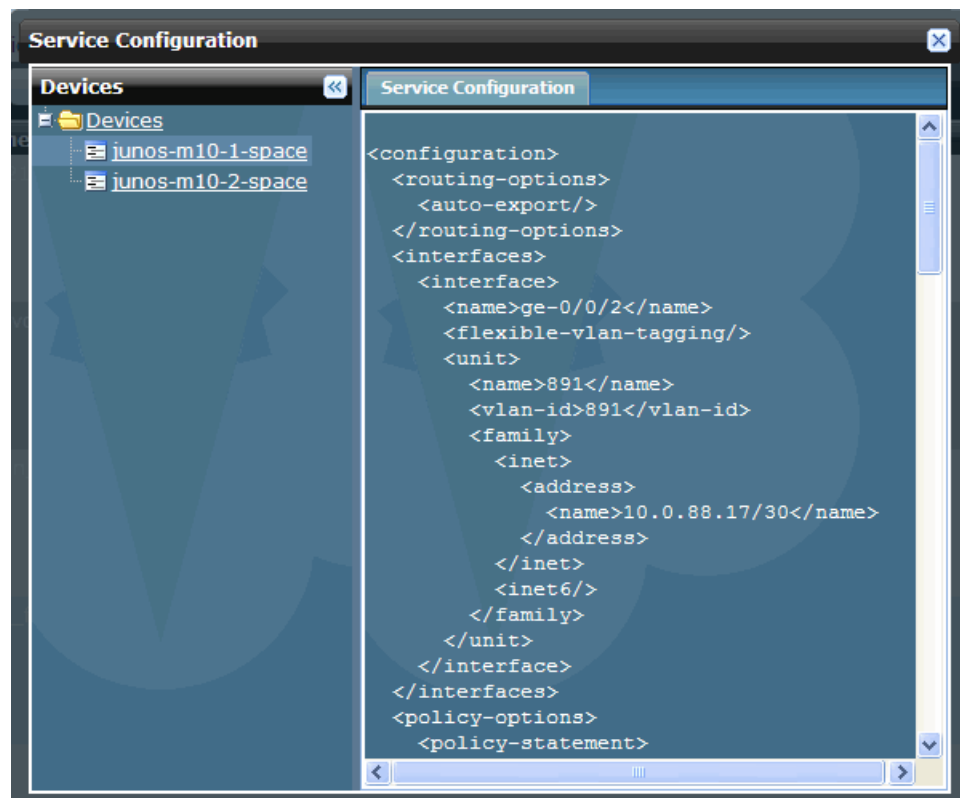 Service Configuration
Devices
Devices
junos-m10-1-space
junos-m10-2-space
Service Configuration
<configuration>
  <routing-options>
    <auto-export/>
  </routing-options>
  <interfaces>
    <interface>
      <name>ge-0/0/2</name>
      <flexible-vlan-tagging/>
      <unit>
        <name>891</name>
        <vlan-id>891</vlan-id>
        <family>
          <inet>
            <address>
              <name>10.0.88.17/30</name>
            </address>
          </inet>
          <inet6/>
        </family>
      </unit>
    </interface>
  </interfaces>
  <policy-options>
    <policy-statement>